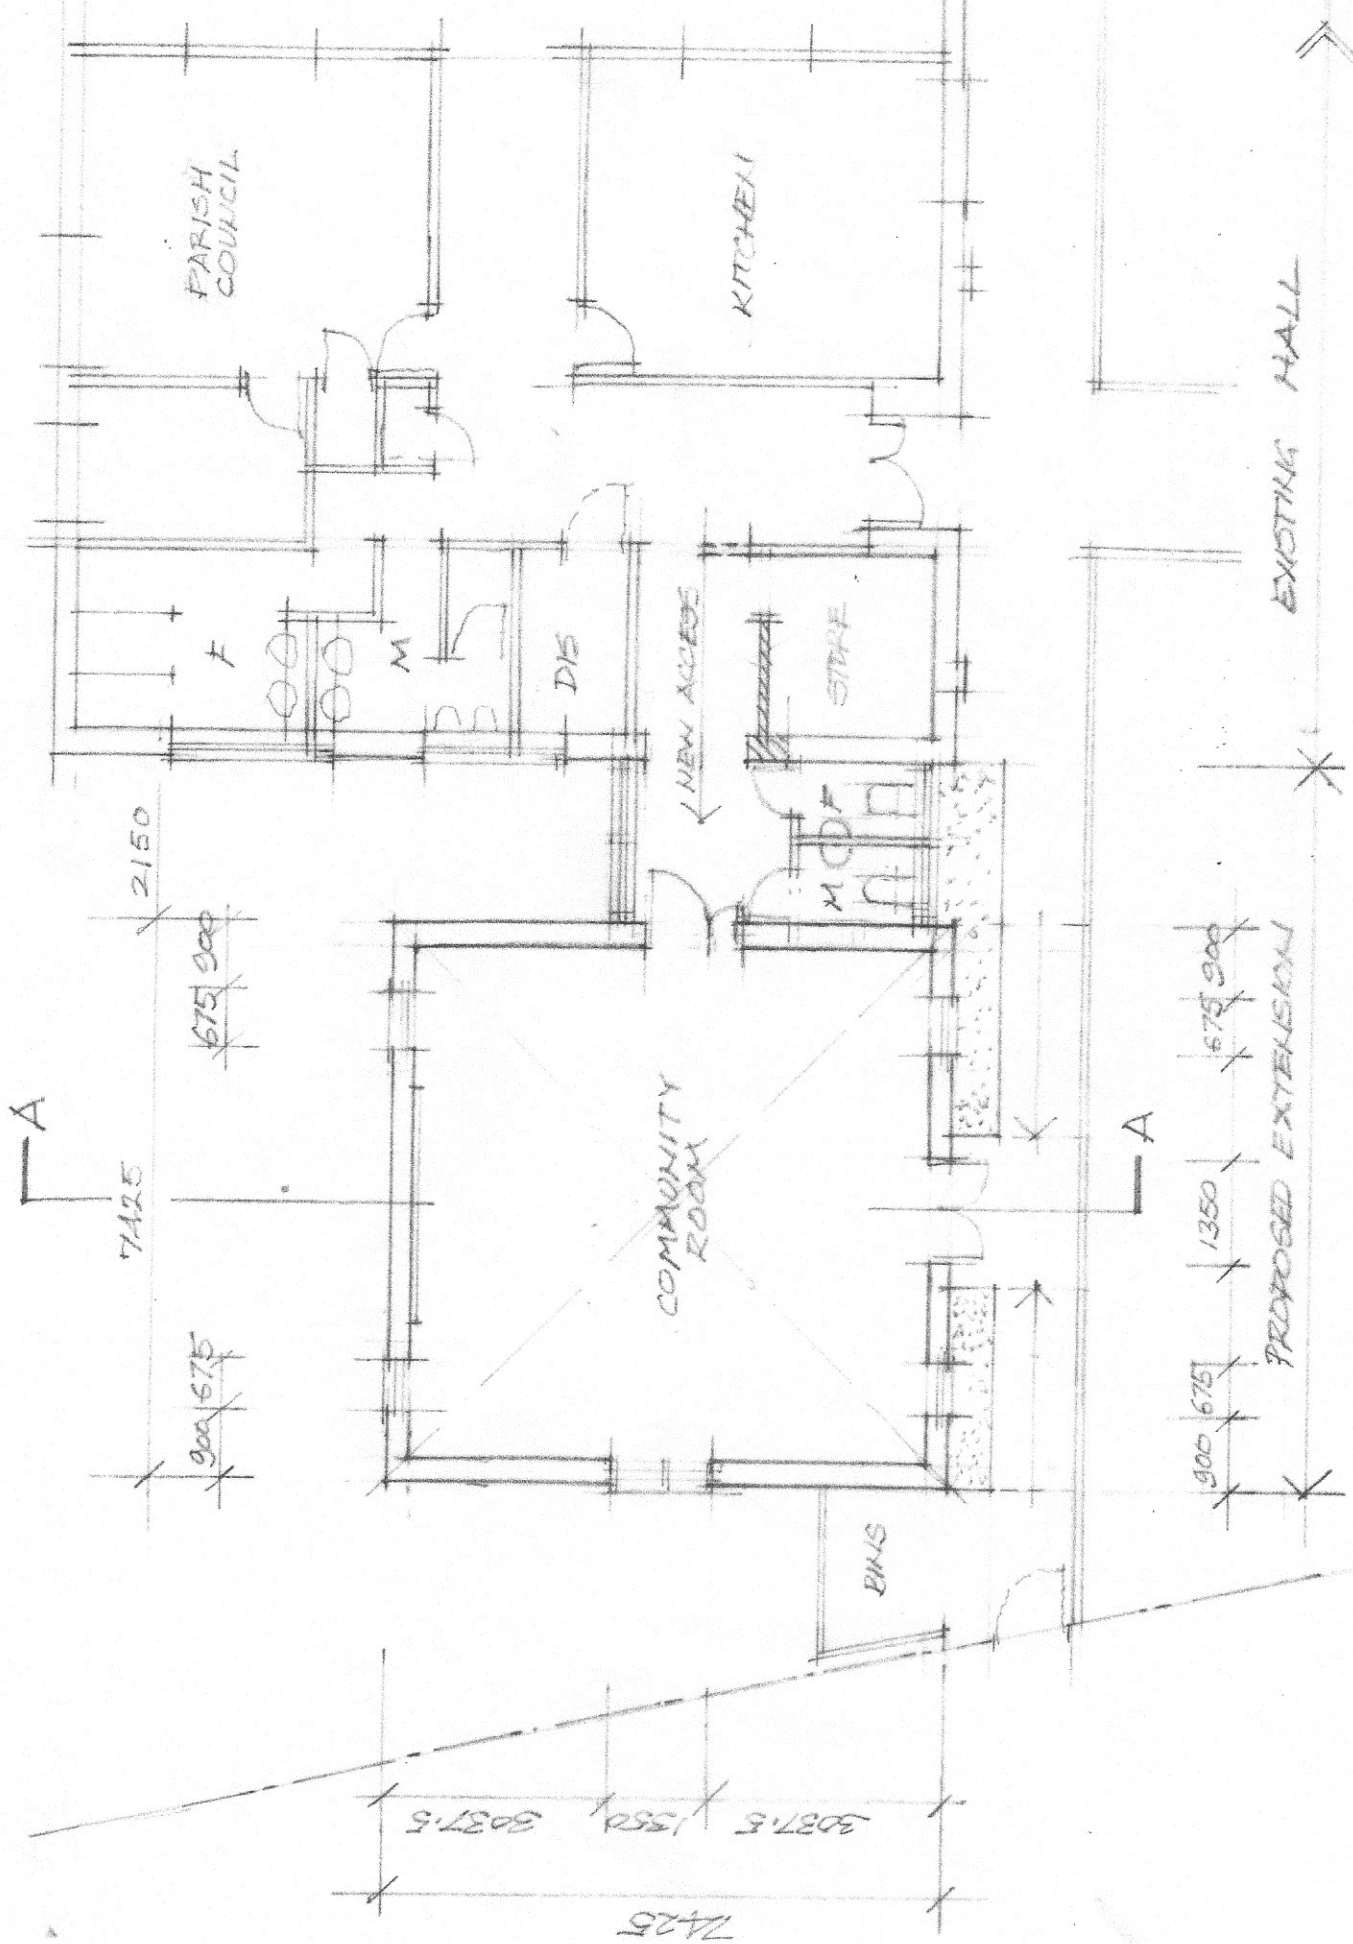 PARISH
COUNCIL
KITCHEN
F
M
DIS
NEW ACCESS
STORE
M
F
COMMUNITY
ROOM
BINS
EXISTING HALL
PROPOSED EXTENSION
A
A
7425
2150
900
675
675
900
900
675
1350
675
900
3037.5
1350
3037.5
7425